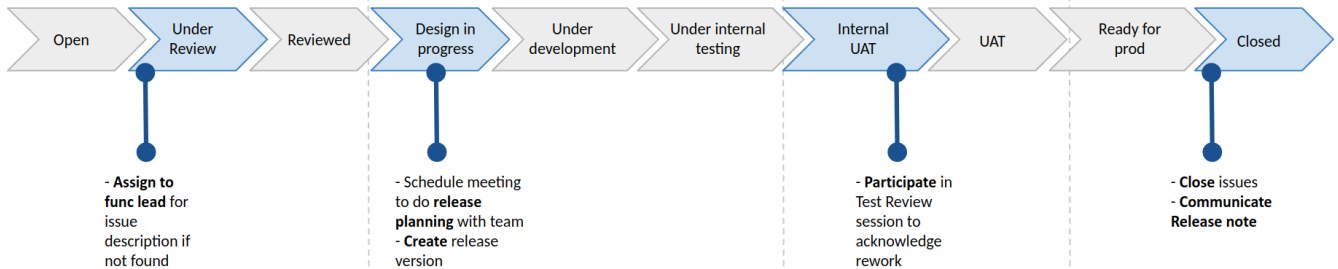 Open
Under
Review
Reviewed
Design in
progress
Under
development
Under internal
testing
Internal
UAT
UAT
Ready for
prod
Closed
- Assign to
func lead for
issue
description if
not found
- Schedule meeting
to do release
planning with team
- Create release
version
- Participate in
Test Review
session to
acknowledge
rework
- Close issues
- Communicate
Release note